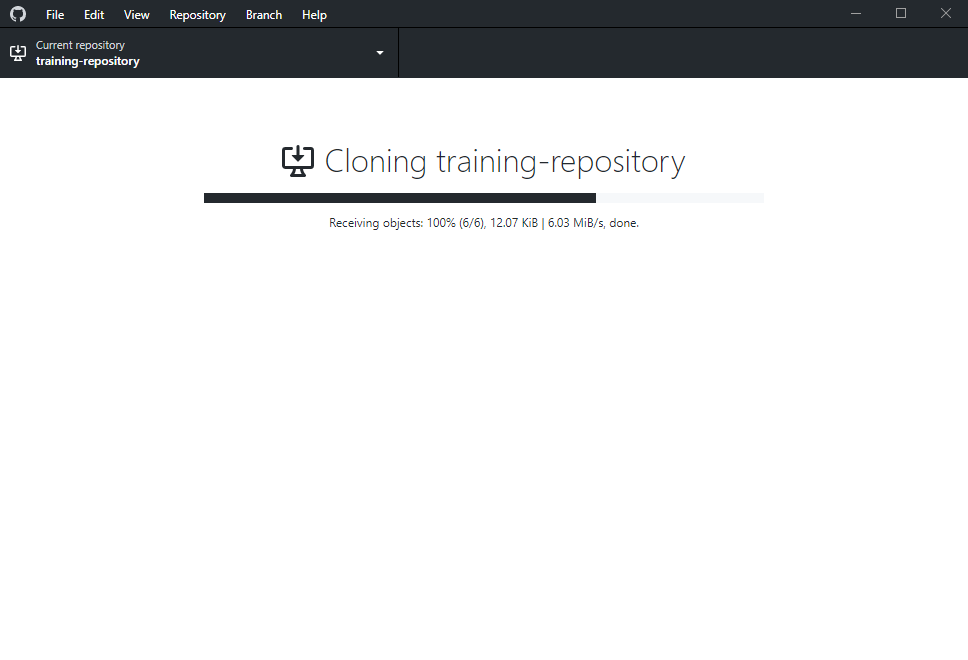 File Edit View Repository Branch Help
Current repository
training-repository
Cloning training-repository
Receiving objects: 100% (6/6), 12.07 KiB | 6.03 MiB/s, done.